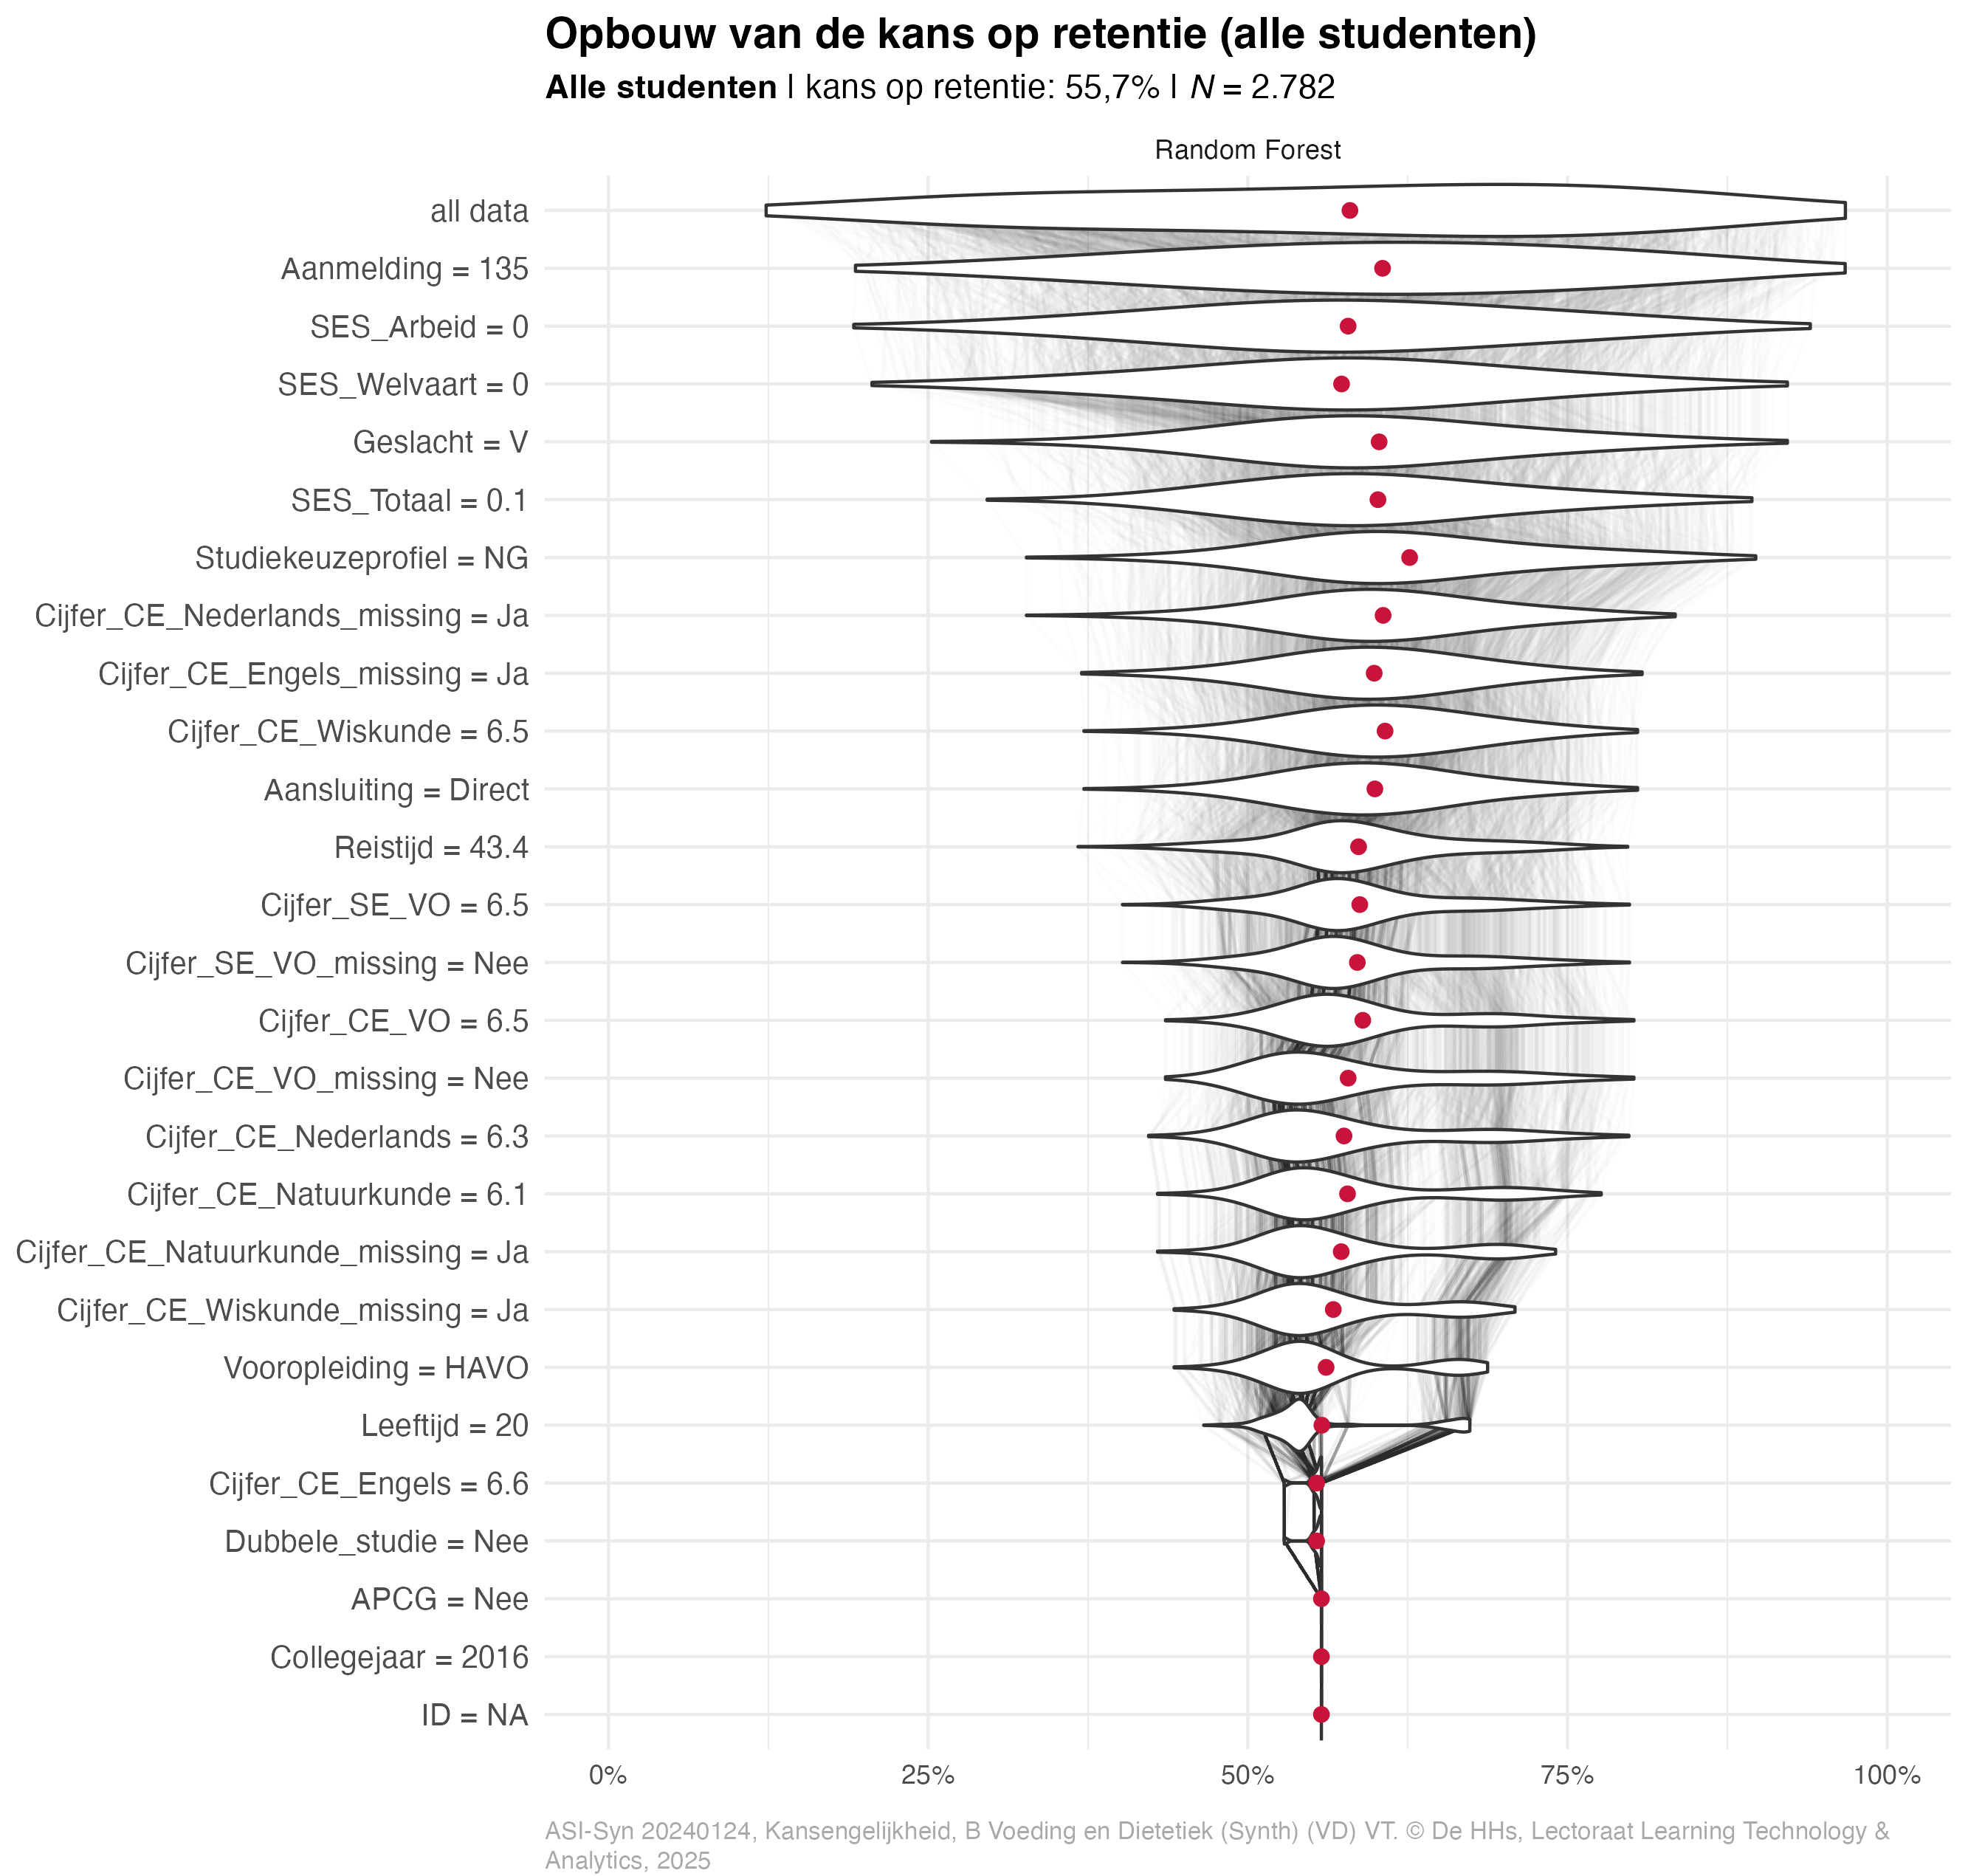 Opbouw van de kans op retentie (alle studenten)
Alle studenten | kans op retentie: 55,7% | N = 2.782
Random Forest
all data
Aanmelding = 135
SES_Arbeid = 0
SES_Welvaart = 0
Geslacht = V
SES_Totaal = 0.1
Studiekeuzeprofiel = NG
Cijfer_CE_Nederlands_missing = Ja
Cijfer_CE_Engels_missing = Ja
Cijfer_CE_Wiskunde = 6.5
Aansluiting = Direct
Reistijd = 43.4
Cijfer_SE_VO = 6.5
Cijfer_SE_VO_missing = Nee
Cijfer_CE_VO = 6.5
Cijfer_CE_VO_missing = Nee
Cijfer_CE_Nederlands = 6.3
Cijfer_CE_Natuurkunde = 6.1
Cijfer_CE_Natuurkunde_missing = Ja
Cijfer_CE_Wiskunde_missing = Ja
Vooropleiding = HAVO
Leeftijd = 20
Cijfer_CE_Engels = 6.6
Dubbele_studie = Nee
APCG = Nee
Collegejaar = 2016
ID = NA
0% 25% 50% 75% 100%
ASI-Syn 20240124, Kansengelijkheid, B Voeding en Dietetiek (Synth) (VD) VT. © De HHs, Lectoraat Learning Technology &
Analytics, 2025